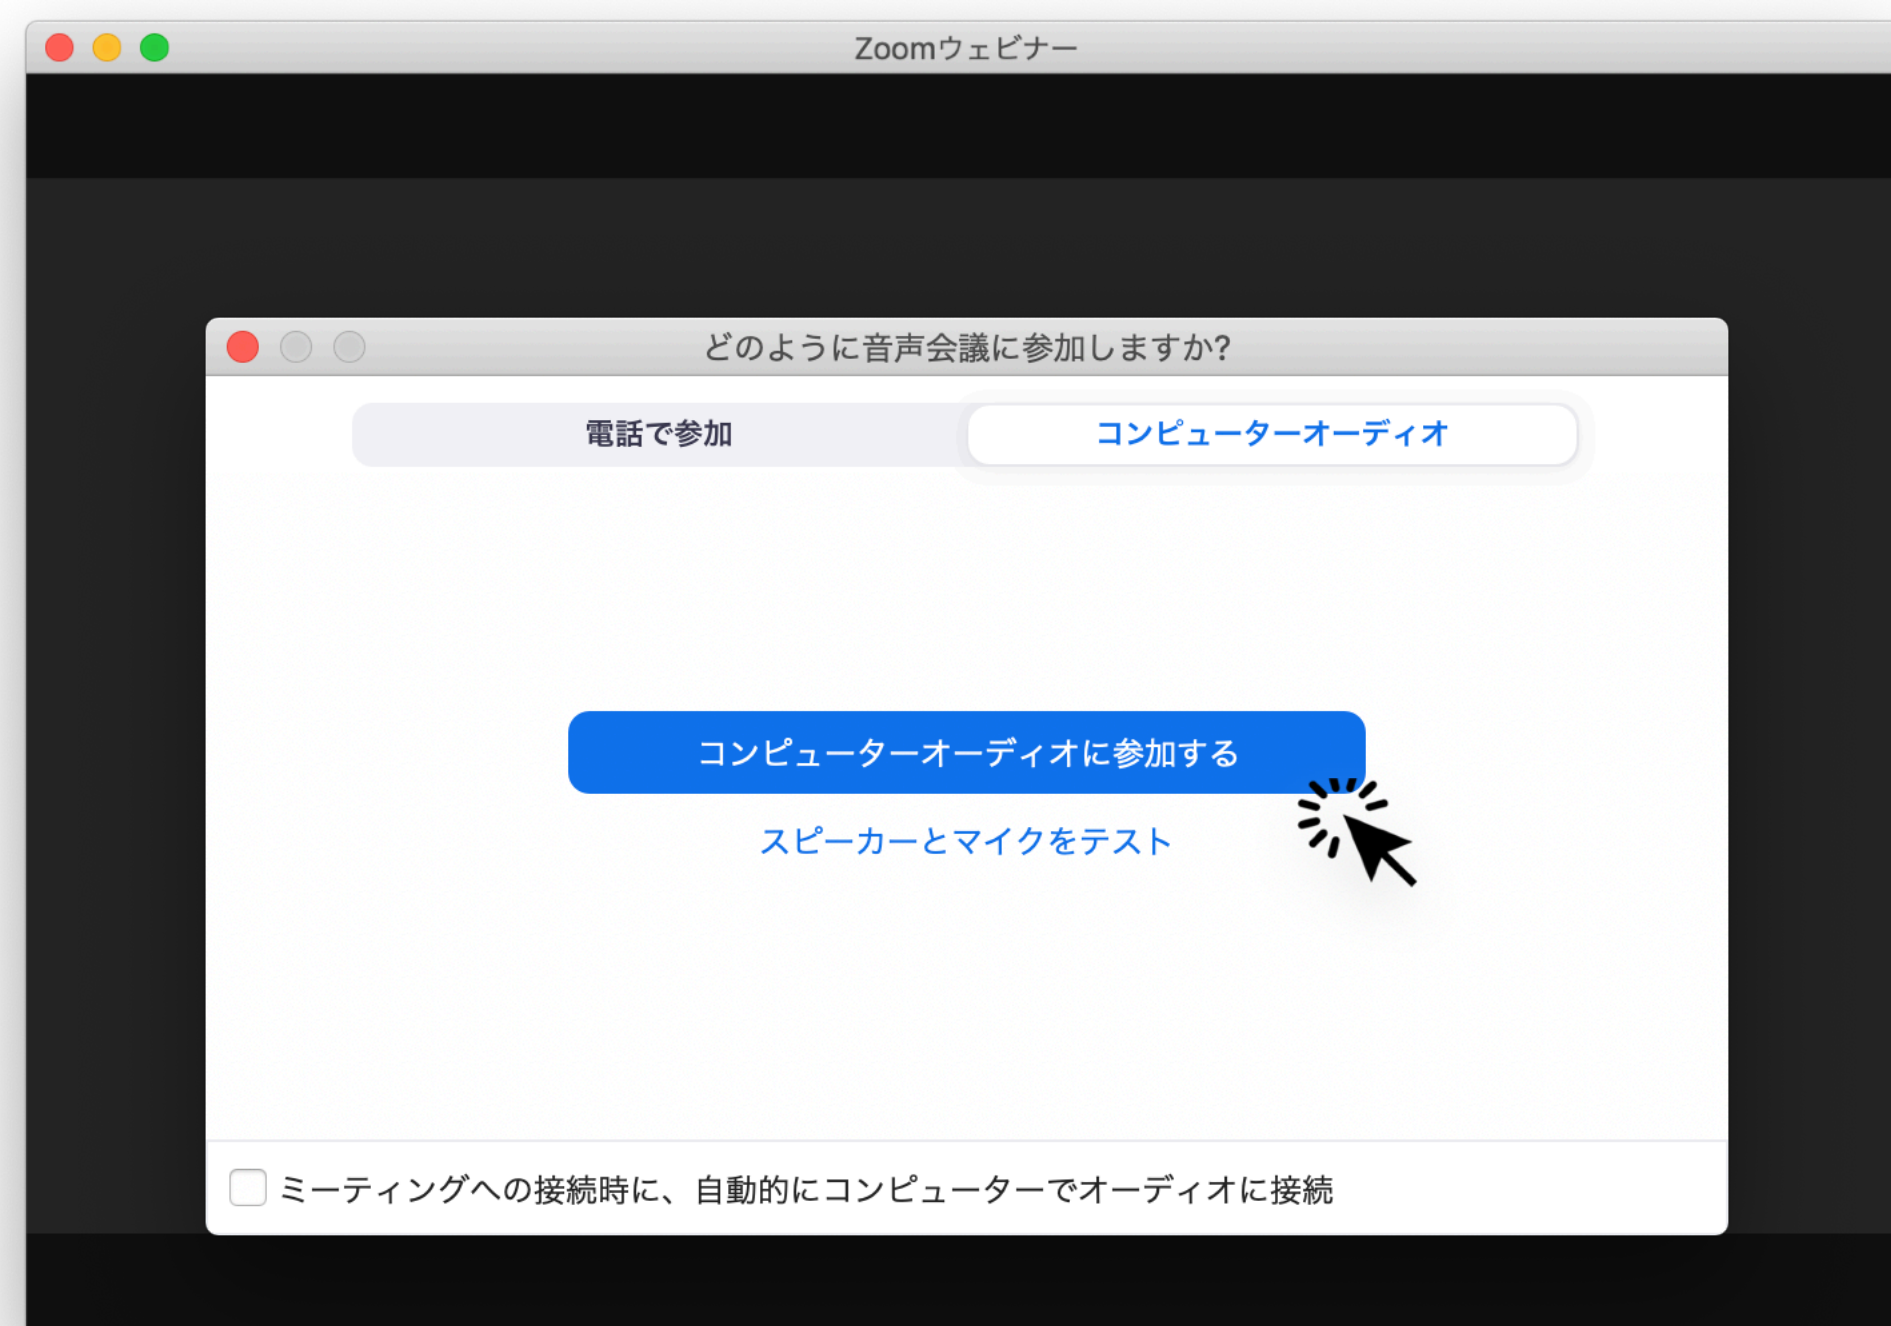 Zoomウェビナー
どのように音声会議に参加しますか?
電話で参加
コンピューターオーディオ
コンピューターオーディオに参加する
スピーカーとマイクをテスト
ミーティングへの接続時に、自動的にコンピューターでオーディオに接続